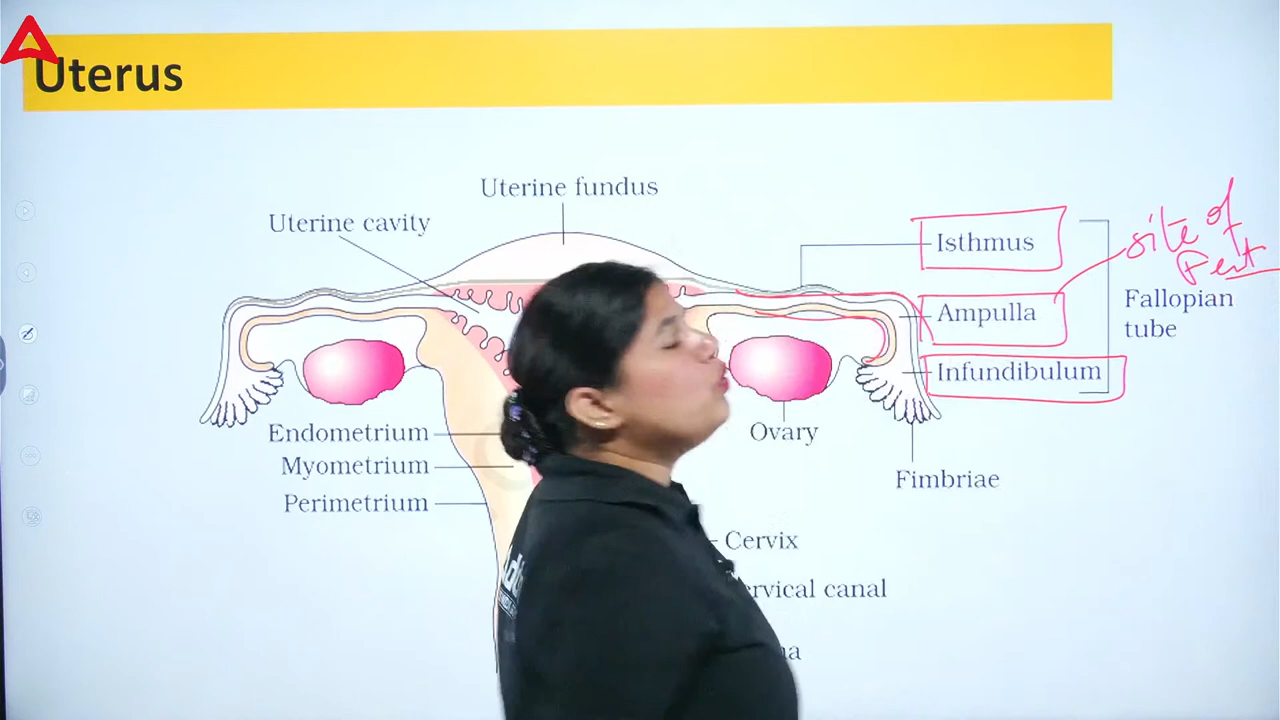 Uterus
Uterine fundus
Uterine cavity
Isthmus
site of
Fert
Ampulla
Fallopian
tube
Infundibulum
Endometrium
Ovary
Myometrium
Fimbriae
Perimetrium
Cervix
ervical canal